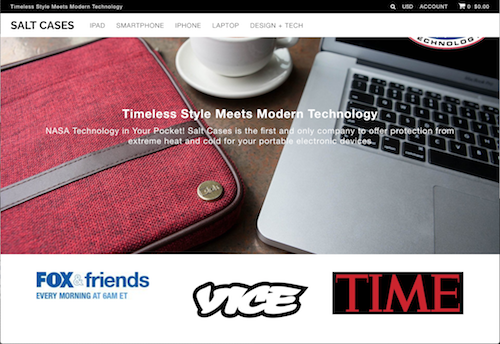 Timeless Style Meets Modern Technology
USD ACCOUNT 0 $0.00
SALT CASES IPAD SMARTPHONE IPHONE LAPTOP DESIGN + TECH
TECHNOLOGY
Timeless Style Meets Modern Technology
NASA Technology in Your Pocket! Salt Cases is the first and only company to offer protection from
extreme heat and cold for your portable electronic devices
salt
FOX & friends
EVERY MORNING AT 6AM ET
VICE
TIME